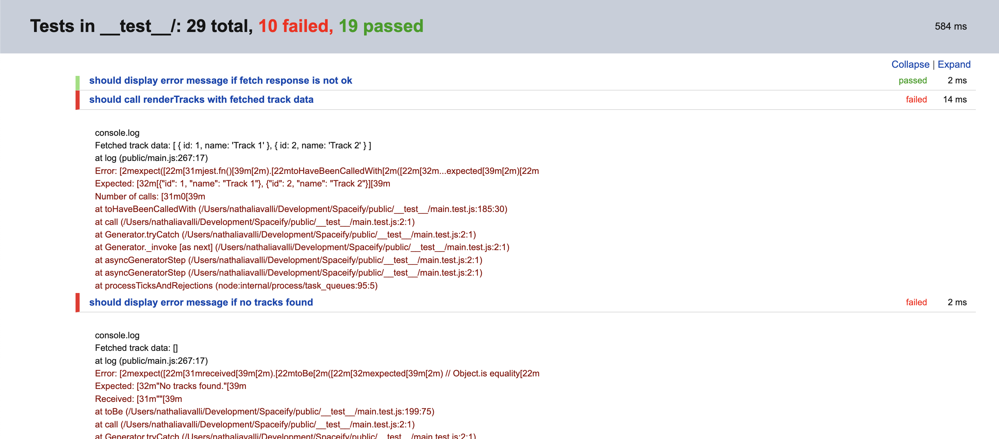 Tests in __test__/: 29 total, 10 failed, 19 passed 584 ms
Collapse | Expand
should display error message if fetch response is not ok passed 2 ms
should call renderTracks with fetched track data failed 14 ms
console.log
Fetched track data: [ { id: 1, name: 'Track 1' }, { id: 2, name: 'Track 2' } ]
at log (public/main.js:267:17)
Error: [2mexpect([22m[31mjest.fn()[39m[2m).[22mtoHaveBeenCalledWith[2m([22m[32m...expected[39m[2m)[22m
Expected: [32m[{"id": 1, "name": "Track 1"}, {"id": 2, "name": "Track 2"}][39m
Number of calls: [31m0[39m
at toHaveBeenCalledWith (/Users/nathaliavalli/Development/Spaceify/public/__test__/main.test.js:185:30)
at call (/Users/nathaliavalli/Development/Spaceify/public/__test__/main.test.js:2:1)
at Generator.tryCatch (/Users/nathaliavalli/Development/Spaceify/public/__test__/main.test.js:2:1)
at Generator._invoke [as next] (/Users/nathaliavalli/Development/Spaceify/public/__test__/main.test.js:2:1)
at asyncGeneratorStep (/Users/nathaliavalli/Development/Spaceify/public/__test__/main.test.js:2:1)
at asyncGeneratorStep (/Users/nathaliavalli/Development/Spaceify/public/__test__/main.test.js:2:1)
at processTicksAndRejections (node:internal/process/task_queues:95:5)
should display error message if no tracks found failed 2 ms
console.log
Fetched track data: []
at log (public/main.js:267:17)
Error: [2mexpect([22m[31mreceived[39m[2m).[22mtoBe[2m([22m[32mexpected[39m[2m) // Object.is equality[22m
Expected: [32m"No tracks found."[39m
Received: [31m""[39m
at toBe (/Users/nathaliavalli/Development/Spaceify/public/__test__/main.test.js:199:75)
at call (/Users/nathaliavalli/Development/Spaceify/public/__test__/main.test.js:2:1)
at Generator.tryCatch (/Users/nathaliavalli/Development/Spaceify/public/__test__/main.test.js:2:1)